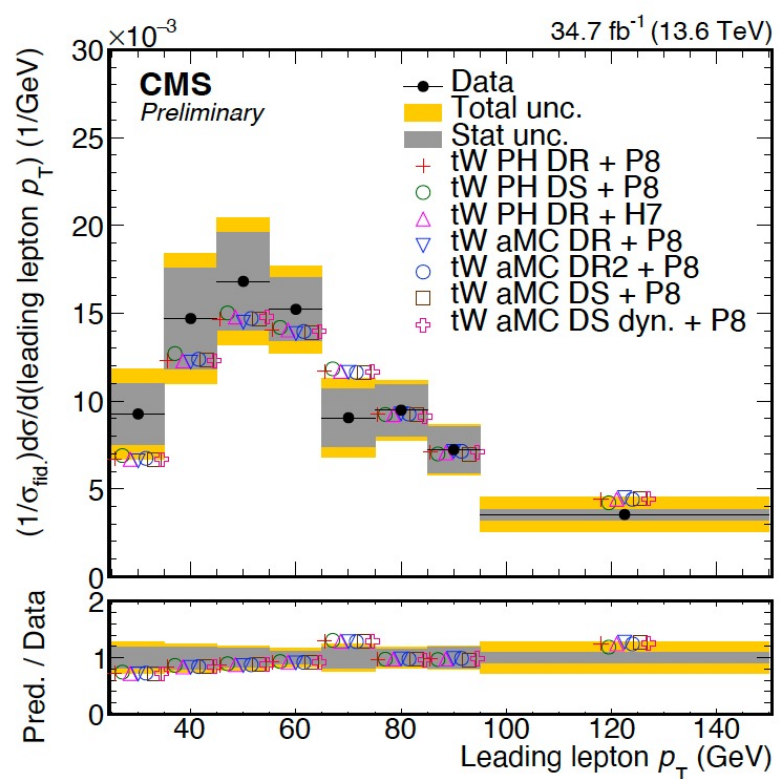 ×10⁻³
34.7 fb⁻¹ (13.6 TeV)
30
CMS
Preliminary
Data
Total unc.
Stat unc.
tW PH DR + P8
tW PH DS + P8
tW PH DR + H7
tW aMC DR + P8
tW aMC DR2 + P8
tW aMC DS + P8
tW aMC DS dyn. + P8
25
20
15
10
5
0
(1/σ_fid.)dσ/d(leading lepton p_T) (1/GeV)
2
1
0
Pred. / Data
40 60 80 100 120 140
Leading lepton p_T (GeV)